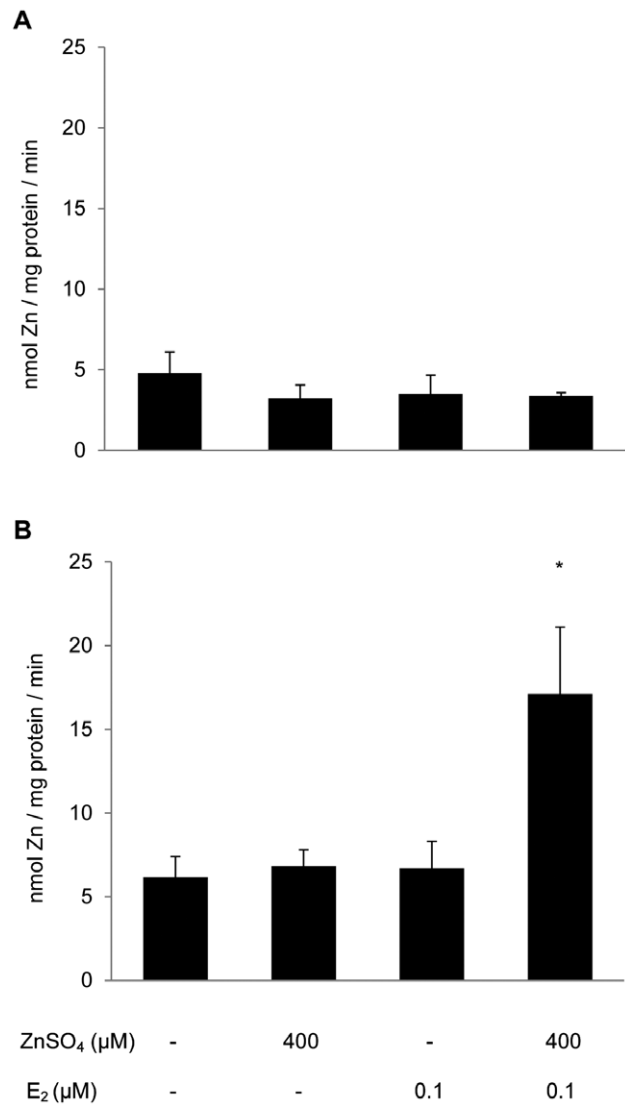 A
25
20
15
10
5
0
nmol Zn / mg protein / min
B
25
20
15
10
5
0
nmol Zn / mg protein / min
*
ZnSO₄ (µM) - 400 - 400
E₂ (µM) - - 0.1 0.1